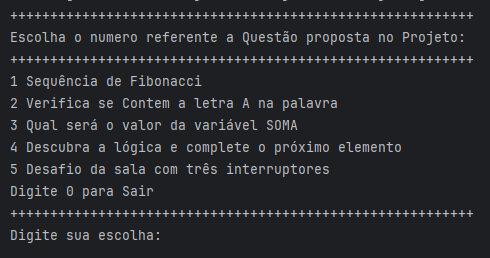 ++++++++++++++++++++++++++++++++++++++++++++++++++++++++++
Escolha o numero referente a Questão proposta no Projeto:
++++++++++++++++++++++++++++++++++++++++++++++++++++++++++
1 Sequência de Fibonacci
2 Verifica se Contem a letra A na palavra
3 Qual será o valor da variável SOMA
4 Descubra a lógica e complete o próximo elemento
5 Desafio da sala com três interruptores
Digite 0 para Sair
++++++++++++++++++++++++++++++++++++++++++++++++++++++++++
Digite sua escolha: